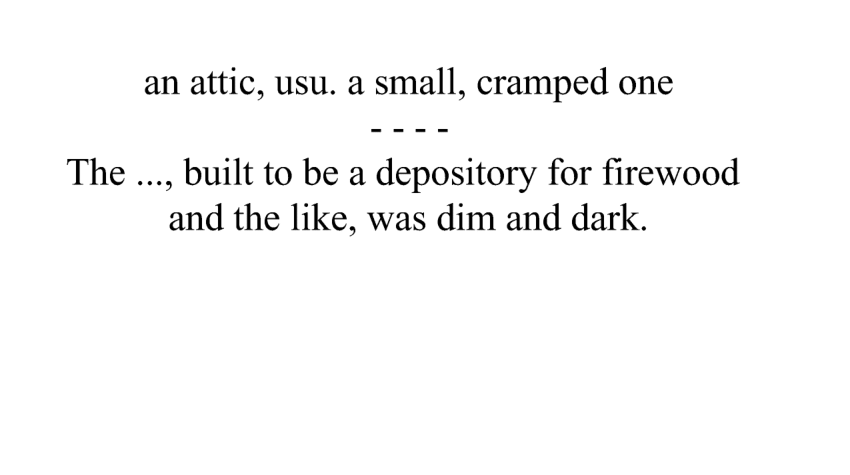 an attic, usu. a small, cramped one
- - - -
The ..., built to be a depository for firewood
and the like, was dim and dark.